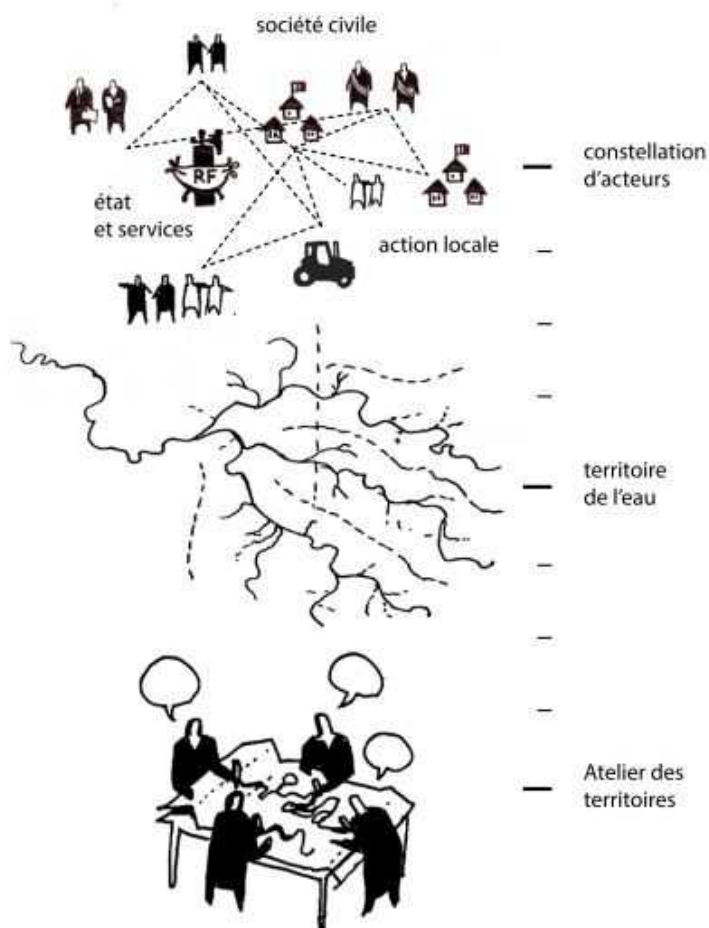 société civile
RF
état
et services
action locale
constellation
d'acteurs
territoire
de l'eau
Atelier des
territoires